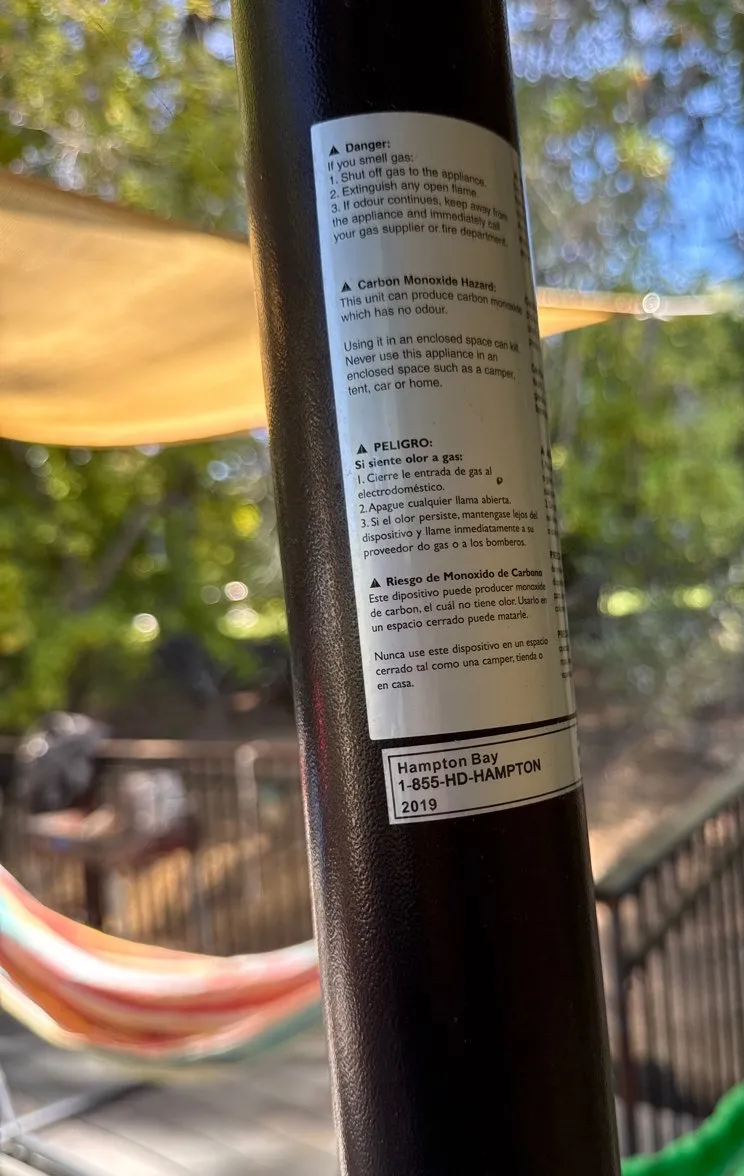 Danger:
If you smell gas:
1. Shut off gas to the appliance.
2. Extinguish any open flame
3. If odour continues, keep away from
the appliance and immediately call
your gas supplier or fire department.
Carbon Monoxide Hazard:
This unit can produce carbon monoxide
which has no odour.
Using it in an enclosed space can kill.
Never use this appliance in an
enclosed space such as a camper,
tent, car or home.
PELIGRO:
Si siente olor a gas:
1. Cierre le entrada de gas al
electrodoméstico.
2. Apague cualquier llama abierta.
3. Si el olor persiste, mantengase lejos del
dispositivo y llame inmediatamente a su
proveedor do gas o a los bomberos.
Riesgo de Monoxido de Carbono
Este dipositivo puede producer monoxide
de carbon, el cuál no tiene olor. Usarlo en
un espacio cerrado puede matarle.
Nunca use este dispositivo en un espacio
cerrado tal como una camper, tienda o
en casa.
Hampton Bay
1-855-HD-HAMPTON
2019